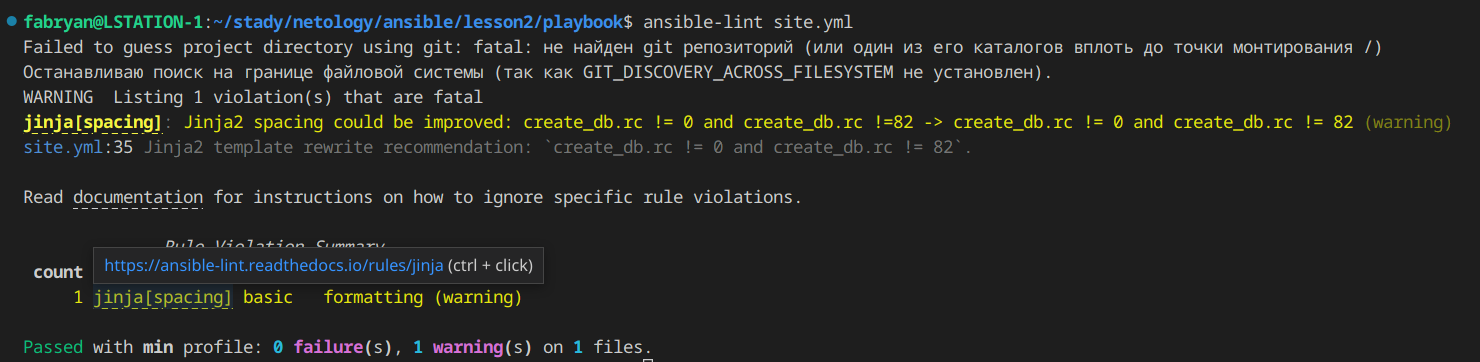 fabryan@LSTATION-1:~/stady/netology/ansible/lesson2/playbook$ ansible-lint site.yml
Failed to guess project directory using git: fatal: не найден git репозиторий (или один из его каталогов вплоть до точки монтирования /)
Останавливаю поиск на границе файловой системы (так как GIT_DISCOVERY_ACROSS_FILESYSTEM не установлен).
WARNING  Listing 1 violation(s) that are fatal
jinja[spacing]: Jinja2 spacing could be improved: create_db.rc != 0 and create_db.rc !=82 -> create_db.rc != 0 and create_db.rc != 82 (warning)
site.yml:35 Jinja2 template rewrite recommendation: `create_db.rc != 0 and create_db.rc != 82`.
Read documentation for instructions on how to ignore specific rule violations.
Rule Violation Summary
https://ansible-lint.readthedocs.io/rules/jinja (ctrl + click)
count
1 jinja[spacing] basic   formatting (warning)
Passed with min profile: 0 failure(s), 1 warning(s) on 1 files.